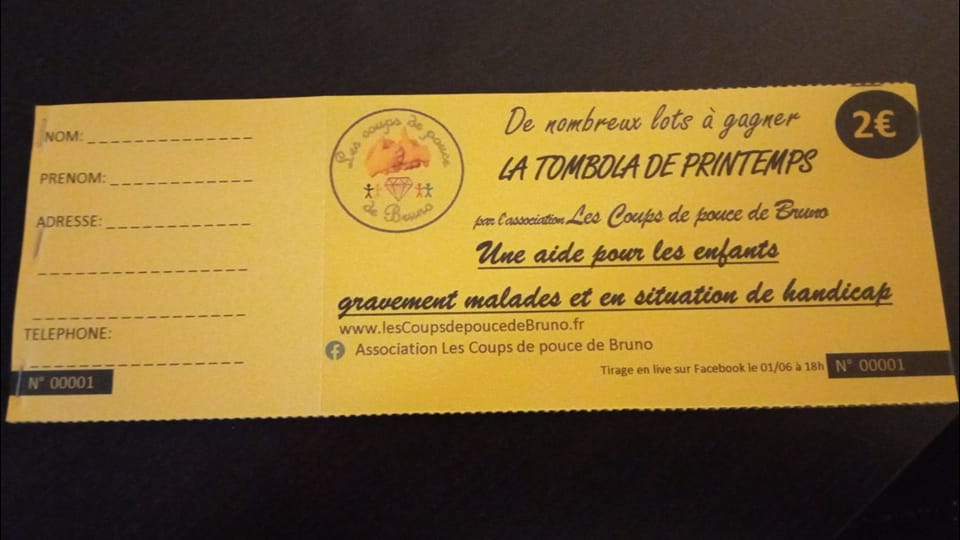 NOM:
PRENOM:
ADRESSE:
TELEPHONE:
N° 00001
Les coups de pouce
de Bruno
De nombreux lots à gagner
2€
LA TOMBOLA DE PRINTEMPS
par l'association Les Coups de pouce de Bruno
Une aide pour les enfants
gravement malades et en situation de handicap
www.lesCoupsdepoucedeBruno.fr
Association Les Coups de pouce de Bruno
Tirage en live sur Facebook le 01/06 à 18h
N° 00001